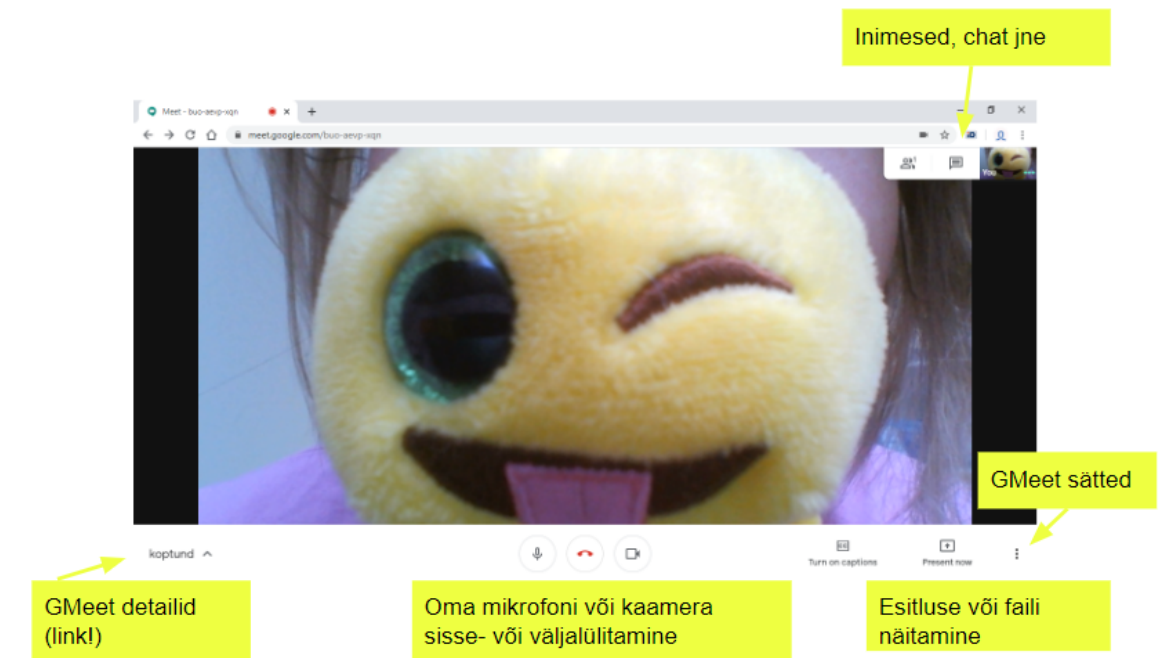 Inimesed, chat jne
Meet - buo-aevp-xqn
meet.google.com/buo-aevp-xqn
You
GMeet sätted
koptund
Turn on captions
Present now
GMeet detailid
(link!)
Oma mikrofoni või kaamera
sisse- või väljalülitamine
Esitluse või faili
näitamine